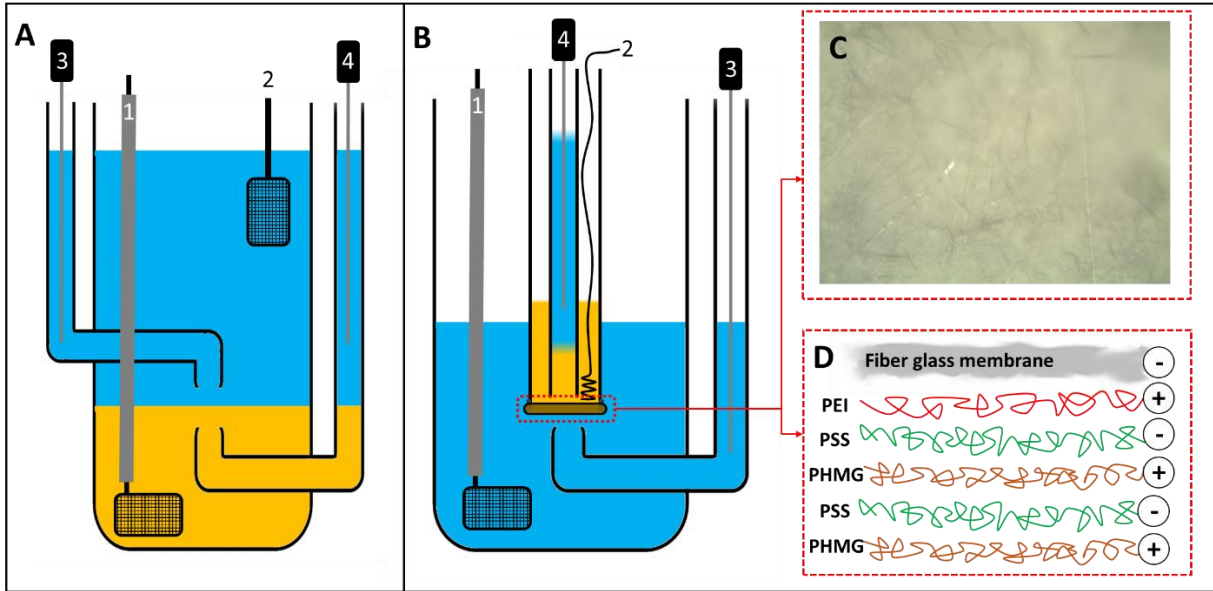 A
3
1
2
4
B
4
2
1
3
C
D
Fiber glass membrane -
PEI +
PSS -
PHMG +
PSS -
PHMG +